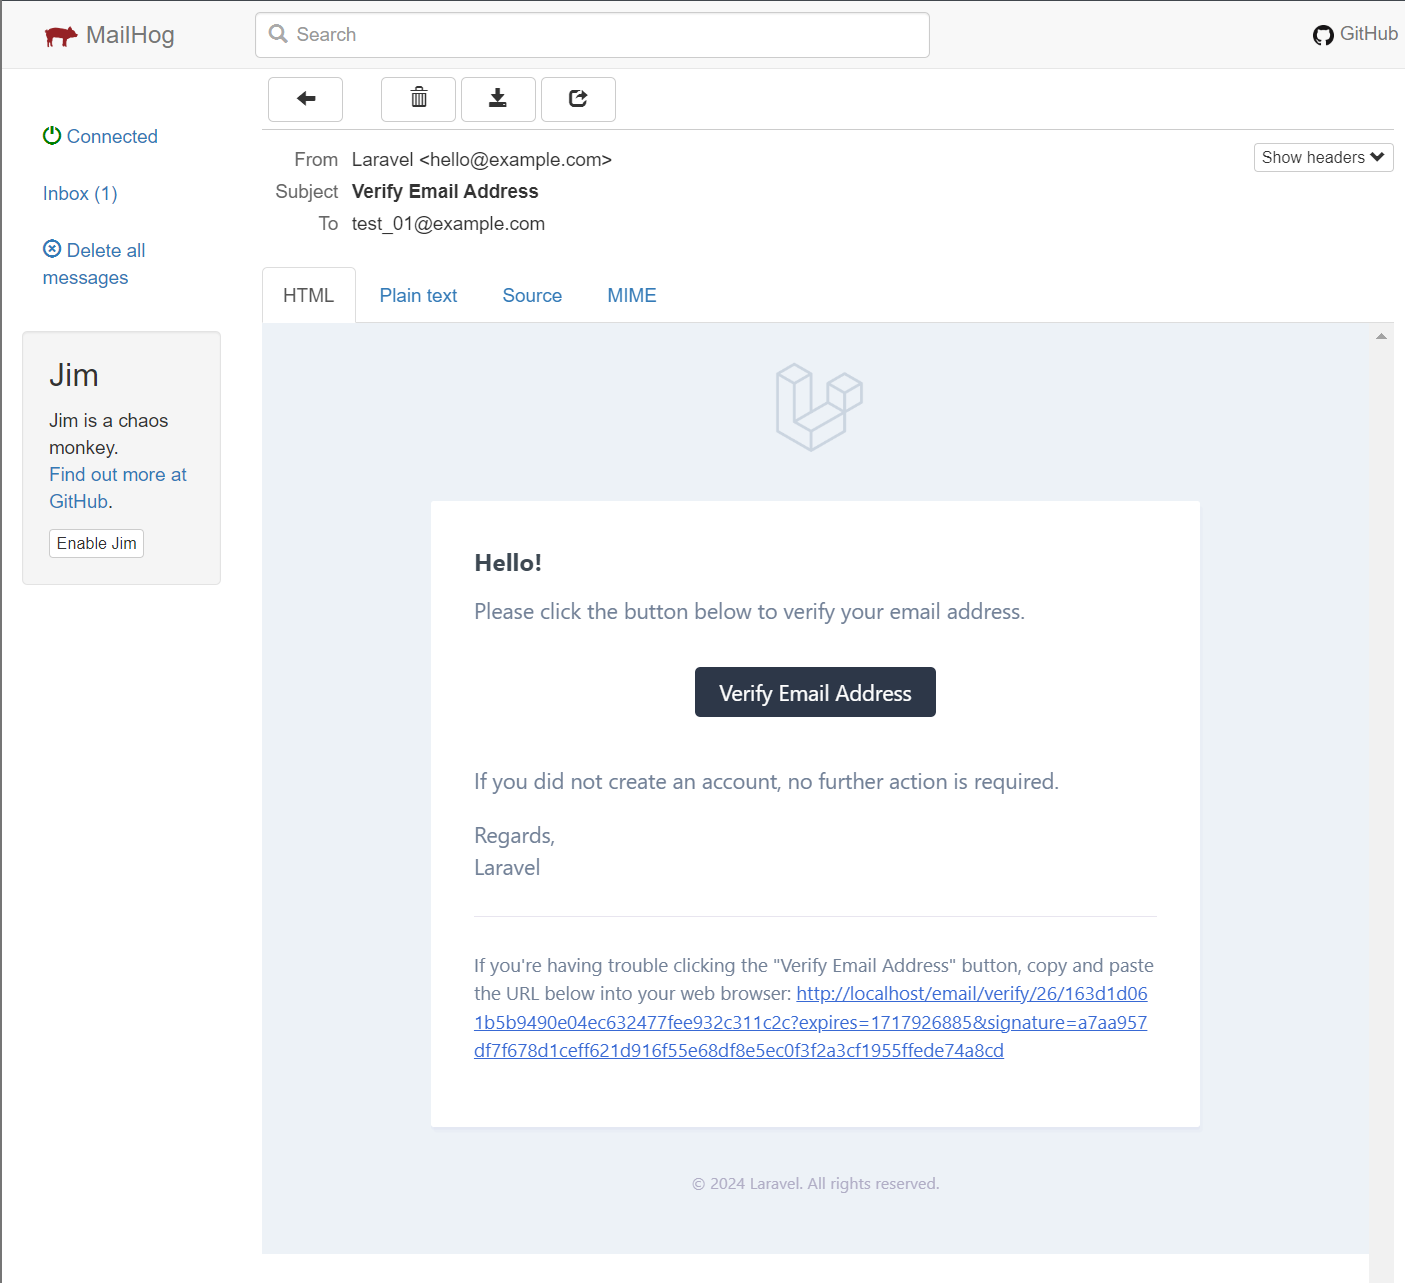 MailHog
Search
GitHub
Connected
Inbox (1)
Delete all
messages
Jim
Jim is a chaos
monkey.
Find out more at
GitHub.
Enable Jim
From Laravel <hello@example.com>
Show headers
Subject Verify Email Address
To test_01@example.com
HTML Plain text Source MIME
Hello!
Please click the button below to verify your email address.
Verify Email Address
If you did not create an account, no further action is required.
Regards,
Laravel
If you're having trouble clicking the "Verify Email Address" button, copy and paste
the URL below into your web browser: http://localhost/email/verify/26/163d1d06
1b5b9490e04ec632477fee932c311c2c?expires=1717926885&signature=a7aa957
df7f678d1ceff621d916f55e68df8e5ec0f3f2a3cf1955ffede74a8cd
© 2024 Laravel. All rights reserved.